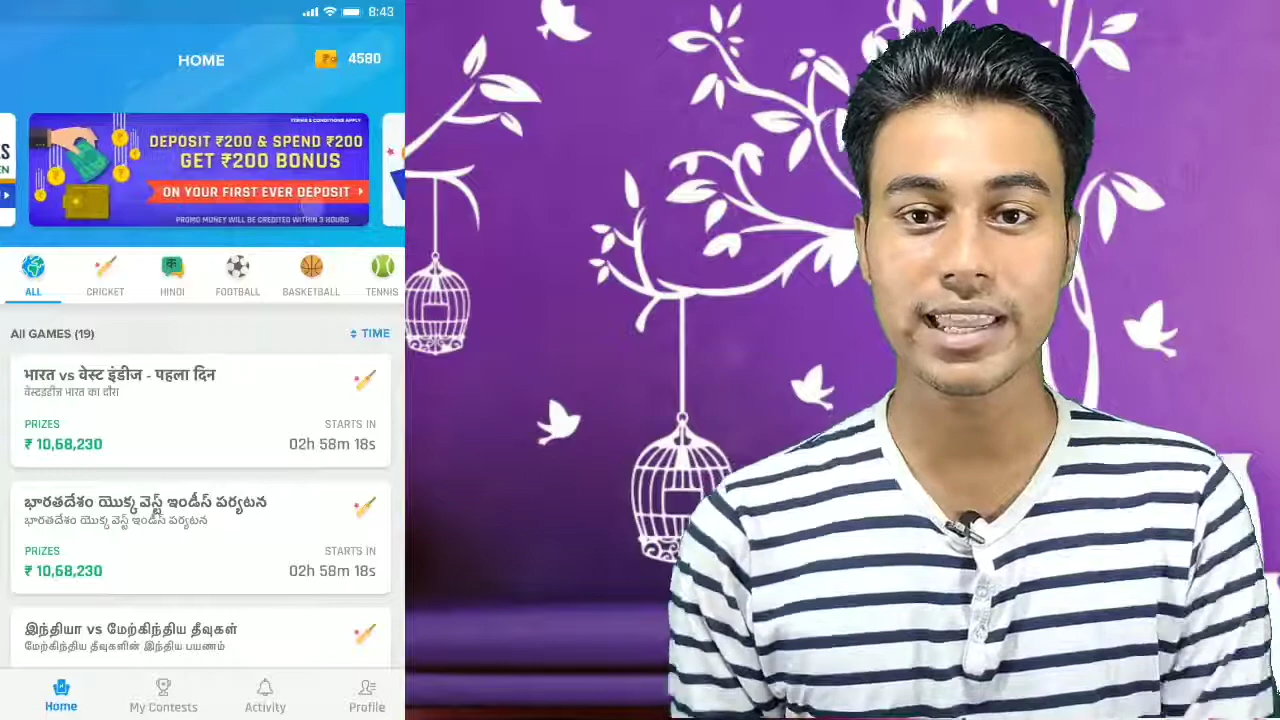 8:43
HOME
4580
TERMS & CONDITIONS APPLY
DEPOSIT ₹200 & SPEND ₹200
GET ₹200 BONUS
ON YOUR FIRST EVER DEPOSIT
PROMO MONEY WILL BE CREDITED WITHIN 3 HOURS
ALL
CRICKET
HINDI
FOOTBALL
BASKETBALL
TENNIS
All GAMES (19)
TIME
भारत vs वेस्ट इंडीज - पहला दिन
वेस्टइंडीज भारत का दौरा
PRIZES
STARTS IN
₹ 10,68,230
02h 58m 18s
భారతదేశం యొక్క వెస్ట్ ఇండీస్ పర్యటన
భారతదేశం యొక్క వెస్ట్ ఇండీస్ పర్యటన
PRIZES
STARTS IN
₹ 10,68,230
02h 58m 18s
இந்தியா vs மேற்கிந்திய தீவுகள்
மேற்கிந்திய தீவுகளின் இந்திய பயணம்
Home
My Contests
Activity
Profile